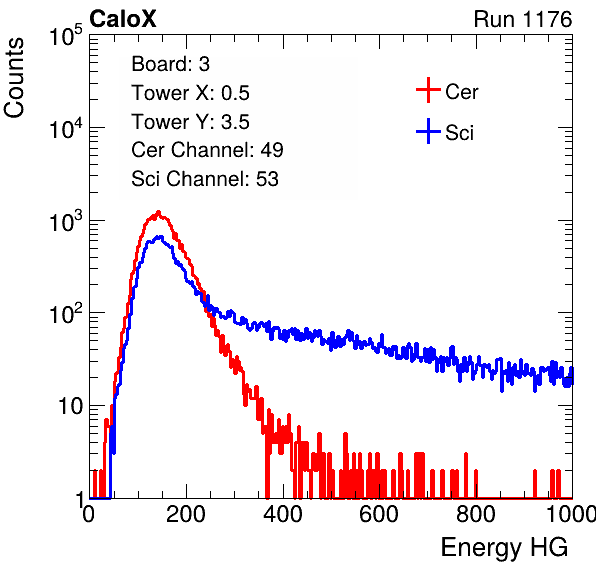 CaloX Run 1176
Counts
10^5
10^4
10^3
10^2
10
1
Board: 3
Tower X: 0.5
Tower Y: 3.5
Cer Channel: 49
Sci Channel: 53
Cer
Sci
0 200 400 600 800 1000
Energy HG